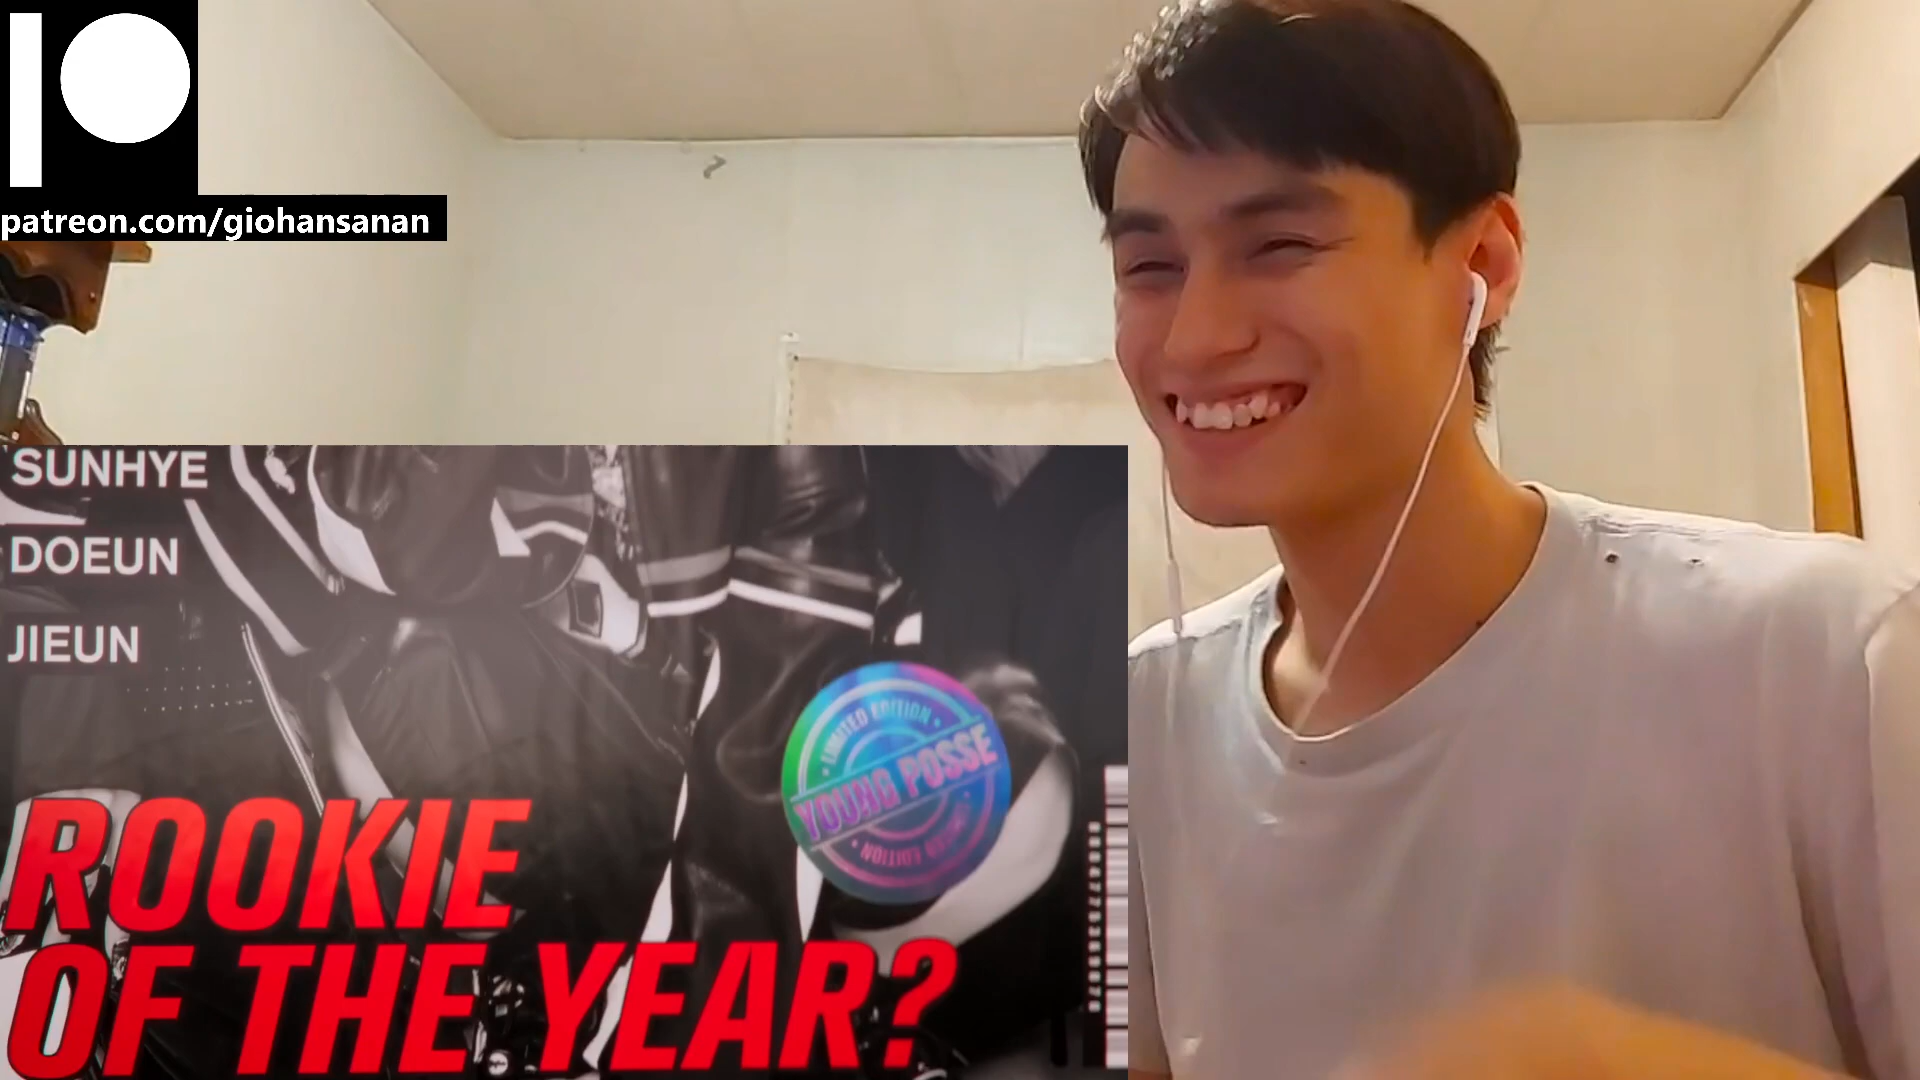 patreon.com/giohansanan
SUNHYE
DOEUN
JIEUN
• LIMITED EDITION •
YOUNG POSSE
• LIMITED EDITION •
ROOKIE
OF THE YEAR?